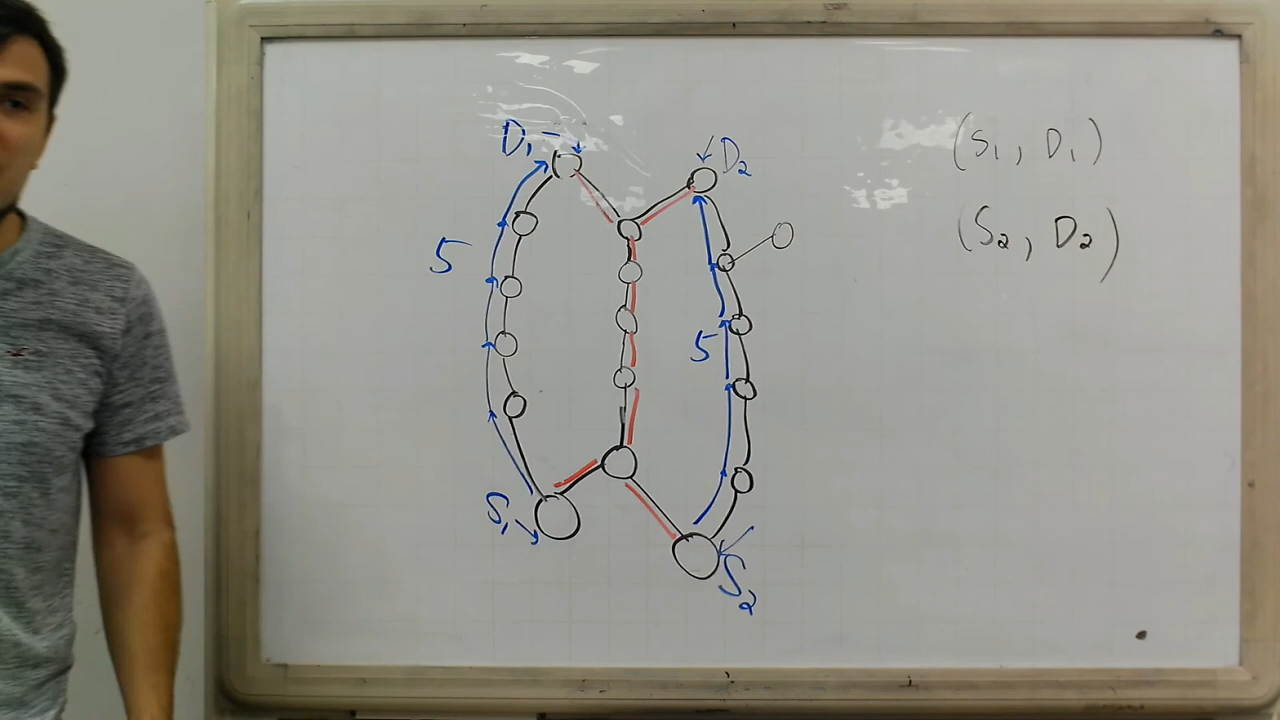 D₁
D₂
(S₁, D₁)
(S₂, D₂)
5
5
S₁
S₂